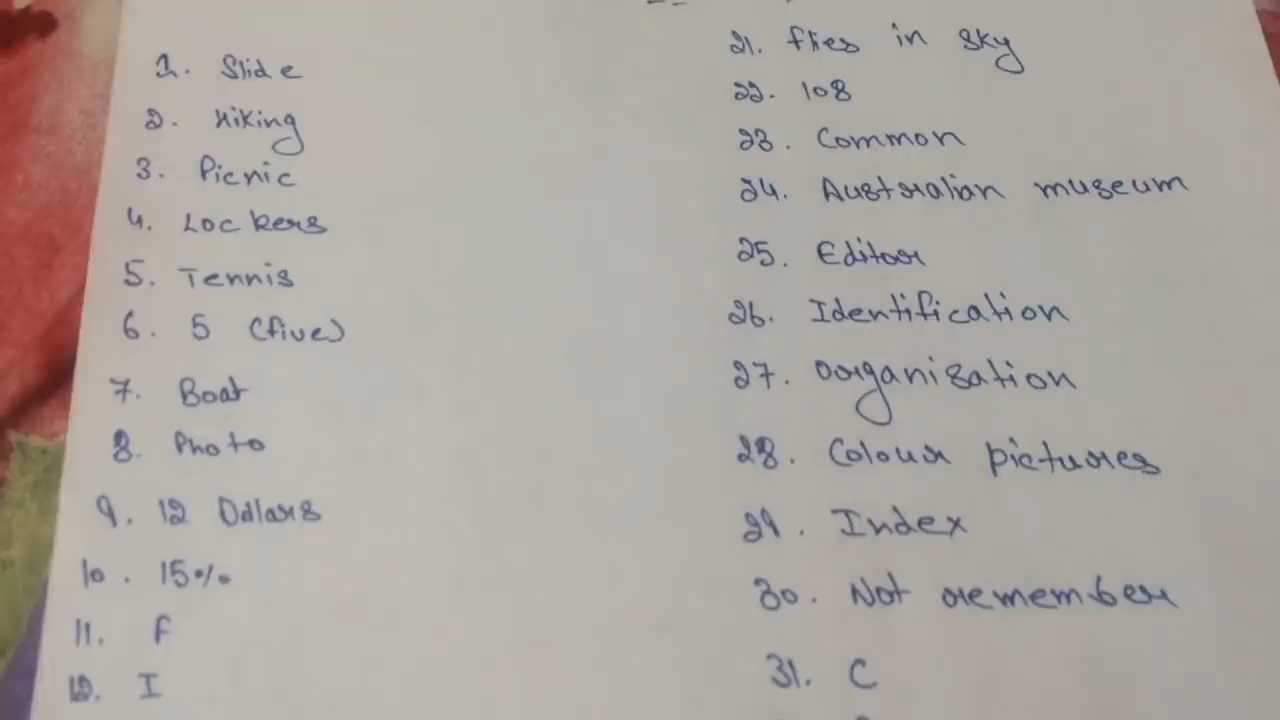 1. Slide
2. Hiking
3. Picnic
4. Lockers
5. Tennis
6. 5 (five)
7. Boat
8. Photo
9. 12 Dollars
10. 15%
11. F
12. I
21. flies in sky
22. 108
23. Common
24. Australian museum
25. Editor
26. Identification
27. Organisation
28. Colour pictures
29. Index
30. Not remember
31. C